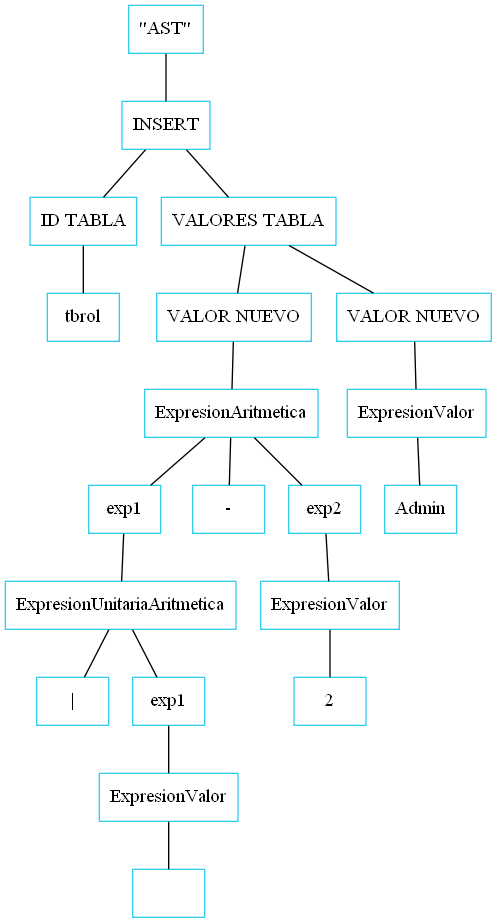 "AST"
INSERT
ID TABLA
VALORES TABLA
tbrol
VALOR NUEVO
VALOR NUEVO
ExpresionAritmetica
ExpresionValor
exp1
-
exp2
Admin
ExpresionUnitariaAritmetica
ExpresionValor
|
exp1
2
ExpresionValor